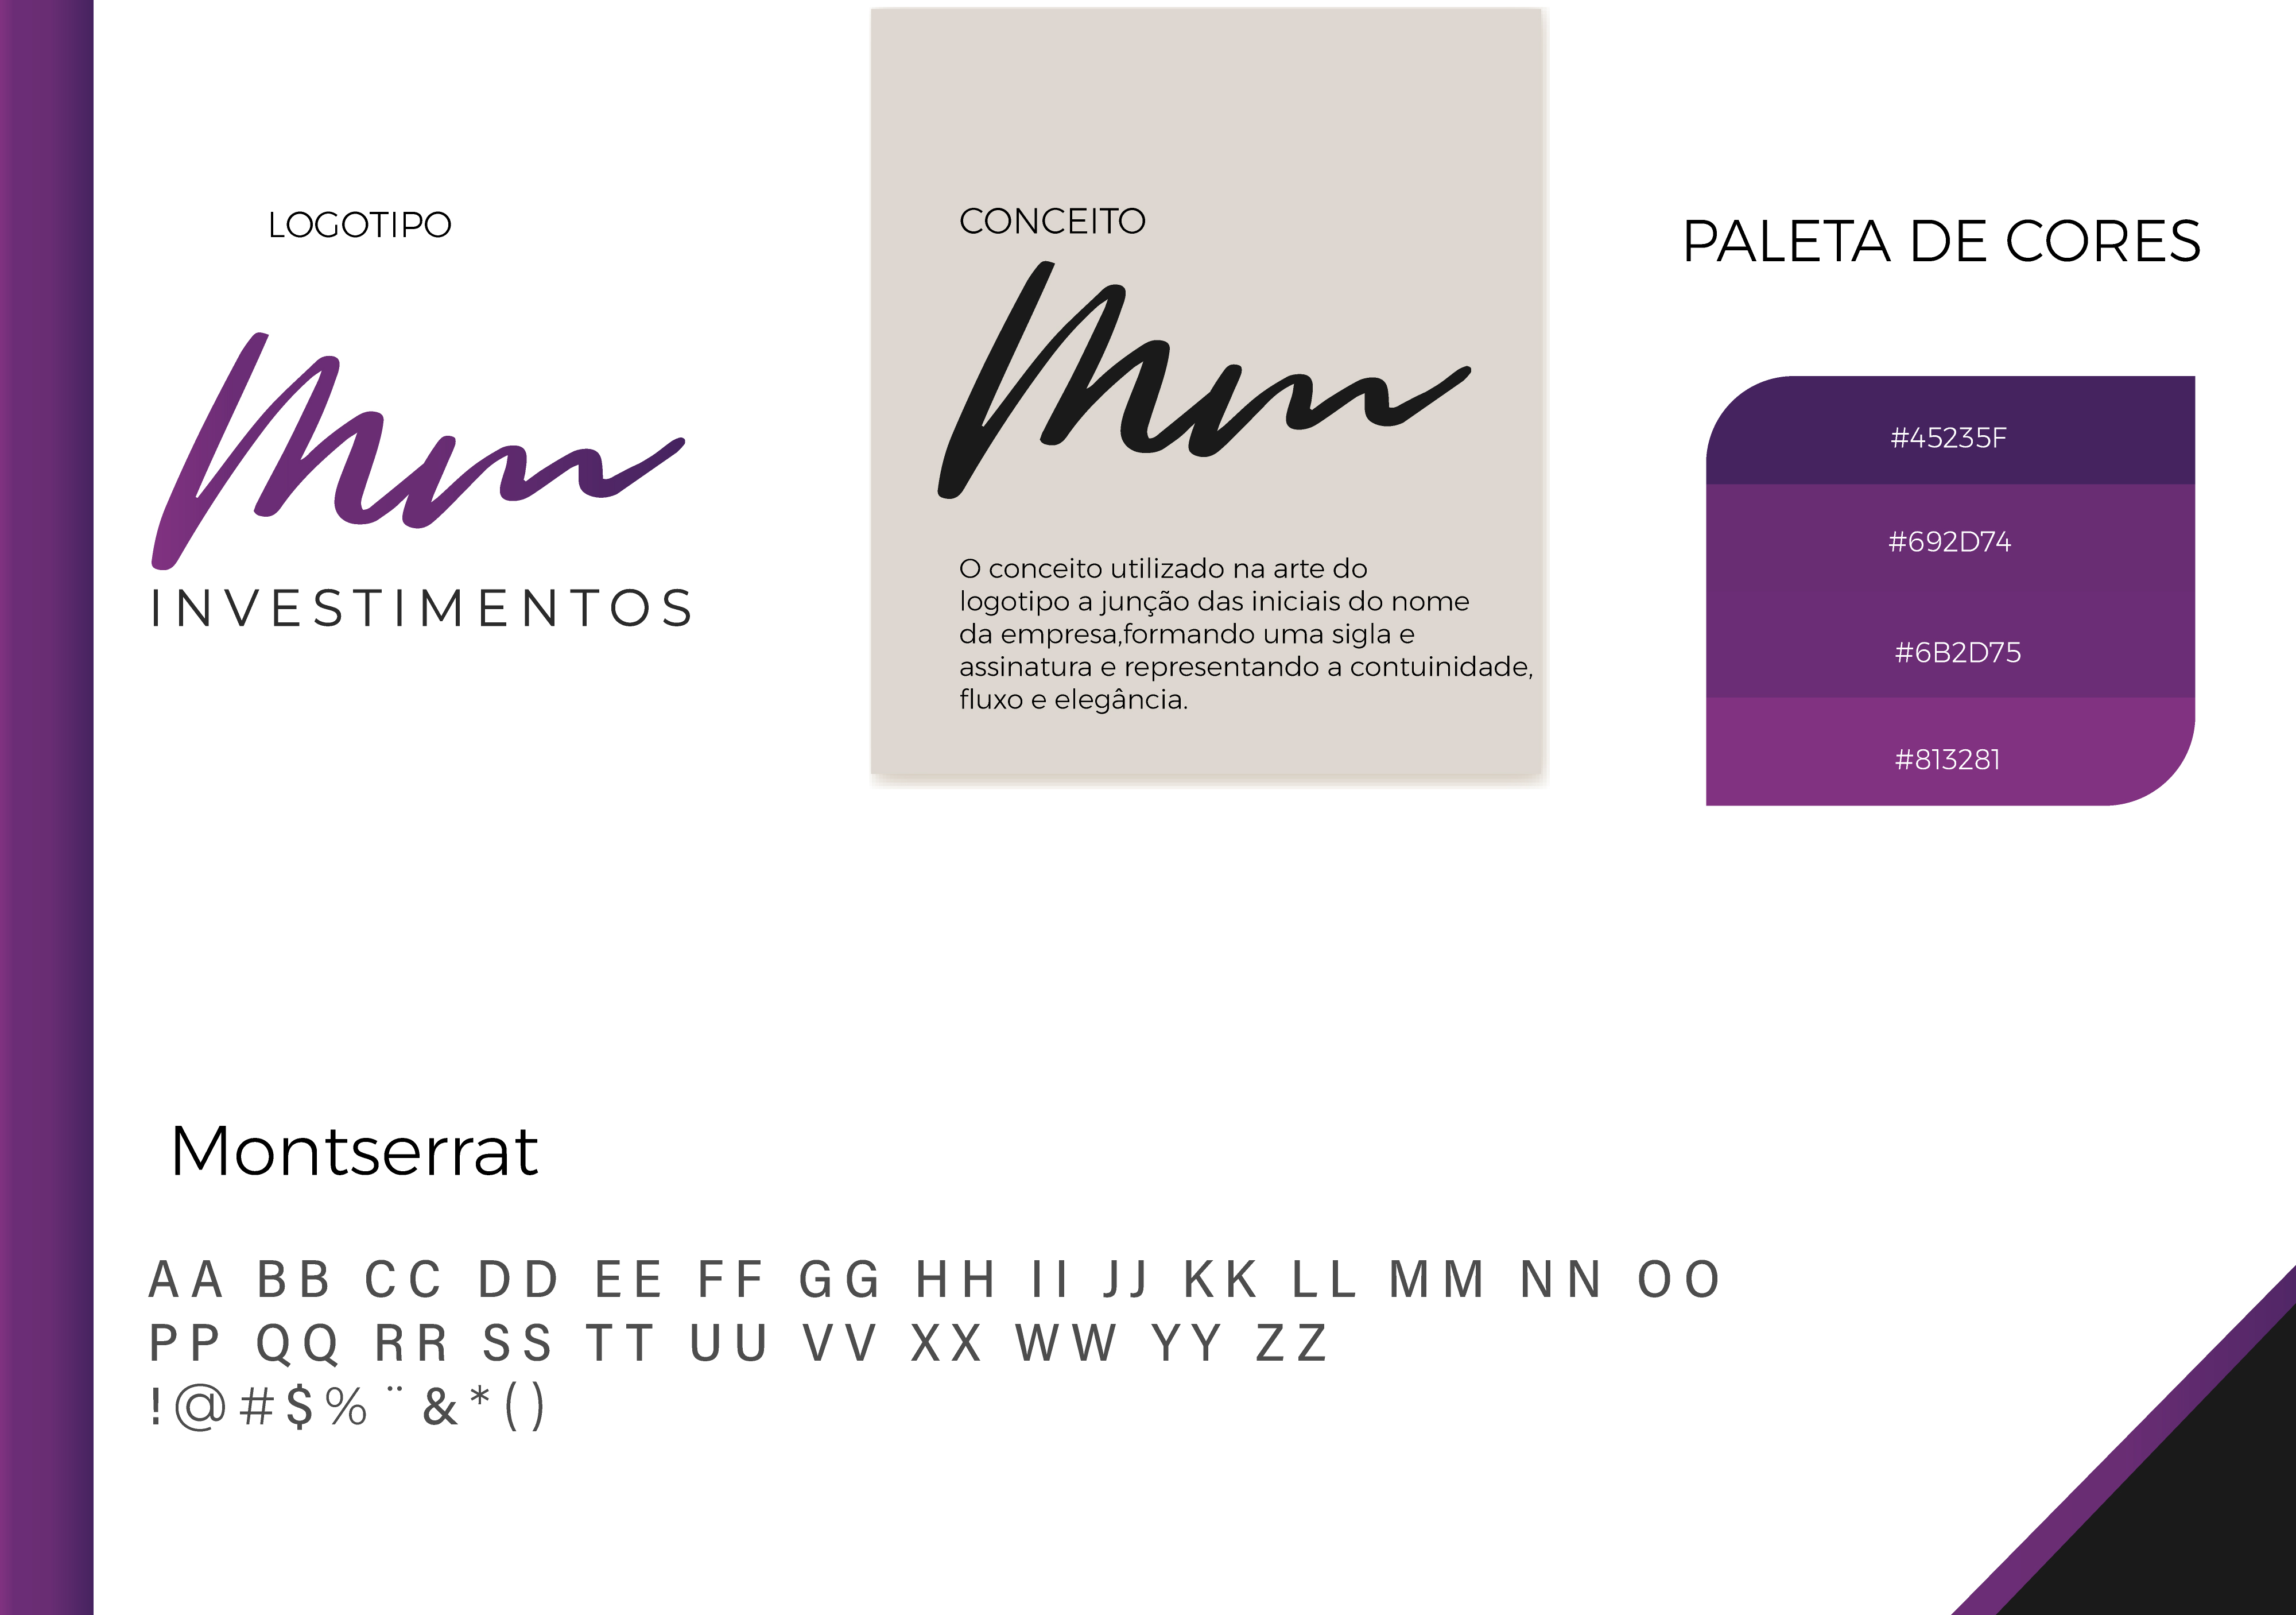 LOGOTIPO
Mm
INVESTIMENTOS
CONCEITO
Mm
O conceito utilizado na arte do
logotipo a junção das iniciais do nome
da empresa,formando uma sigla e
assinatura e representando a contuinidade,
fluxo e elegância.
PALETA DE CORES
#45235F
#692D74
#6B2D75
#813281
Montserrat
AA BB CC DD EE FF GG HH II JJ KK LL MM NN OO
PP QQ RR SS TT UU VV XX WW YY ZZ
!@#$%¨&*()